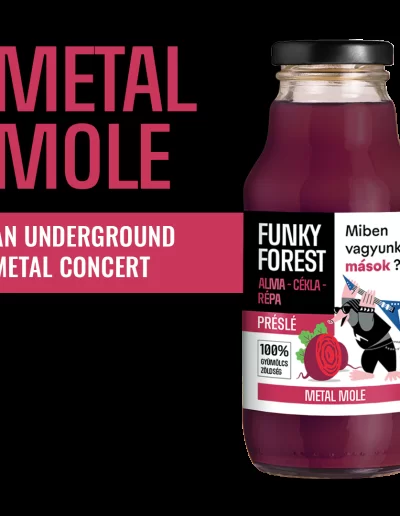 METAL
MOLE
AN UNDERGROUND
METAL CONCERT
FUNKY
FOREST
ALMA - CÉKLA -
RÉPA
PRÉSLÉ
100%
GYÜMÖLCS
ZÖLDSÉG
Miben
vagyunk
mások?
METAL MOLE